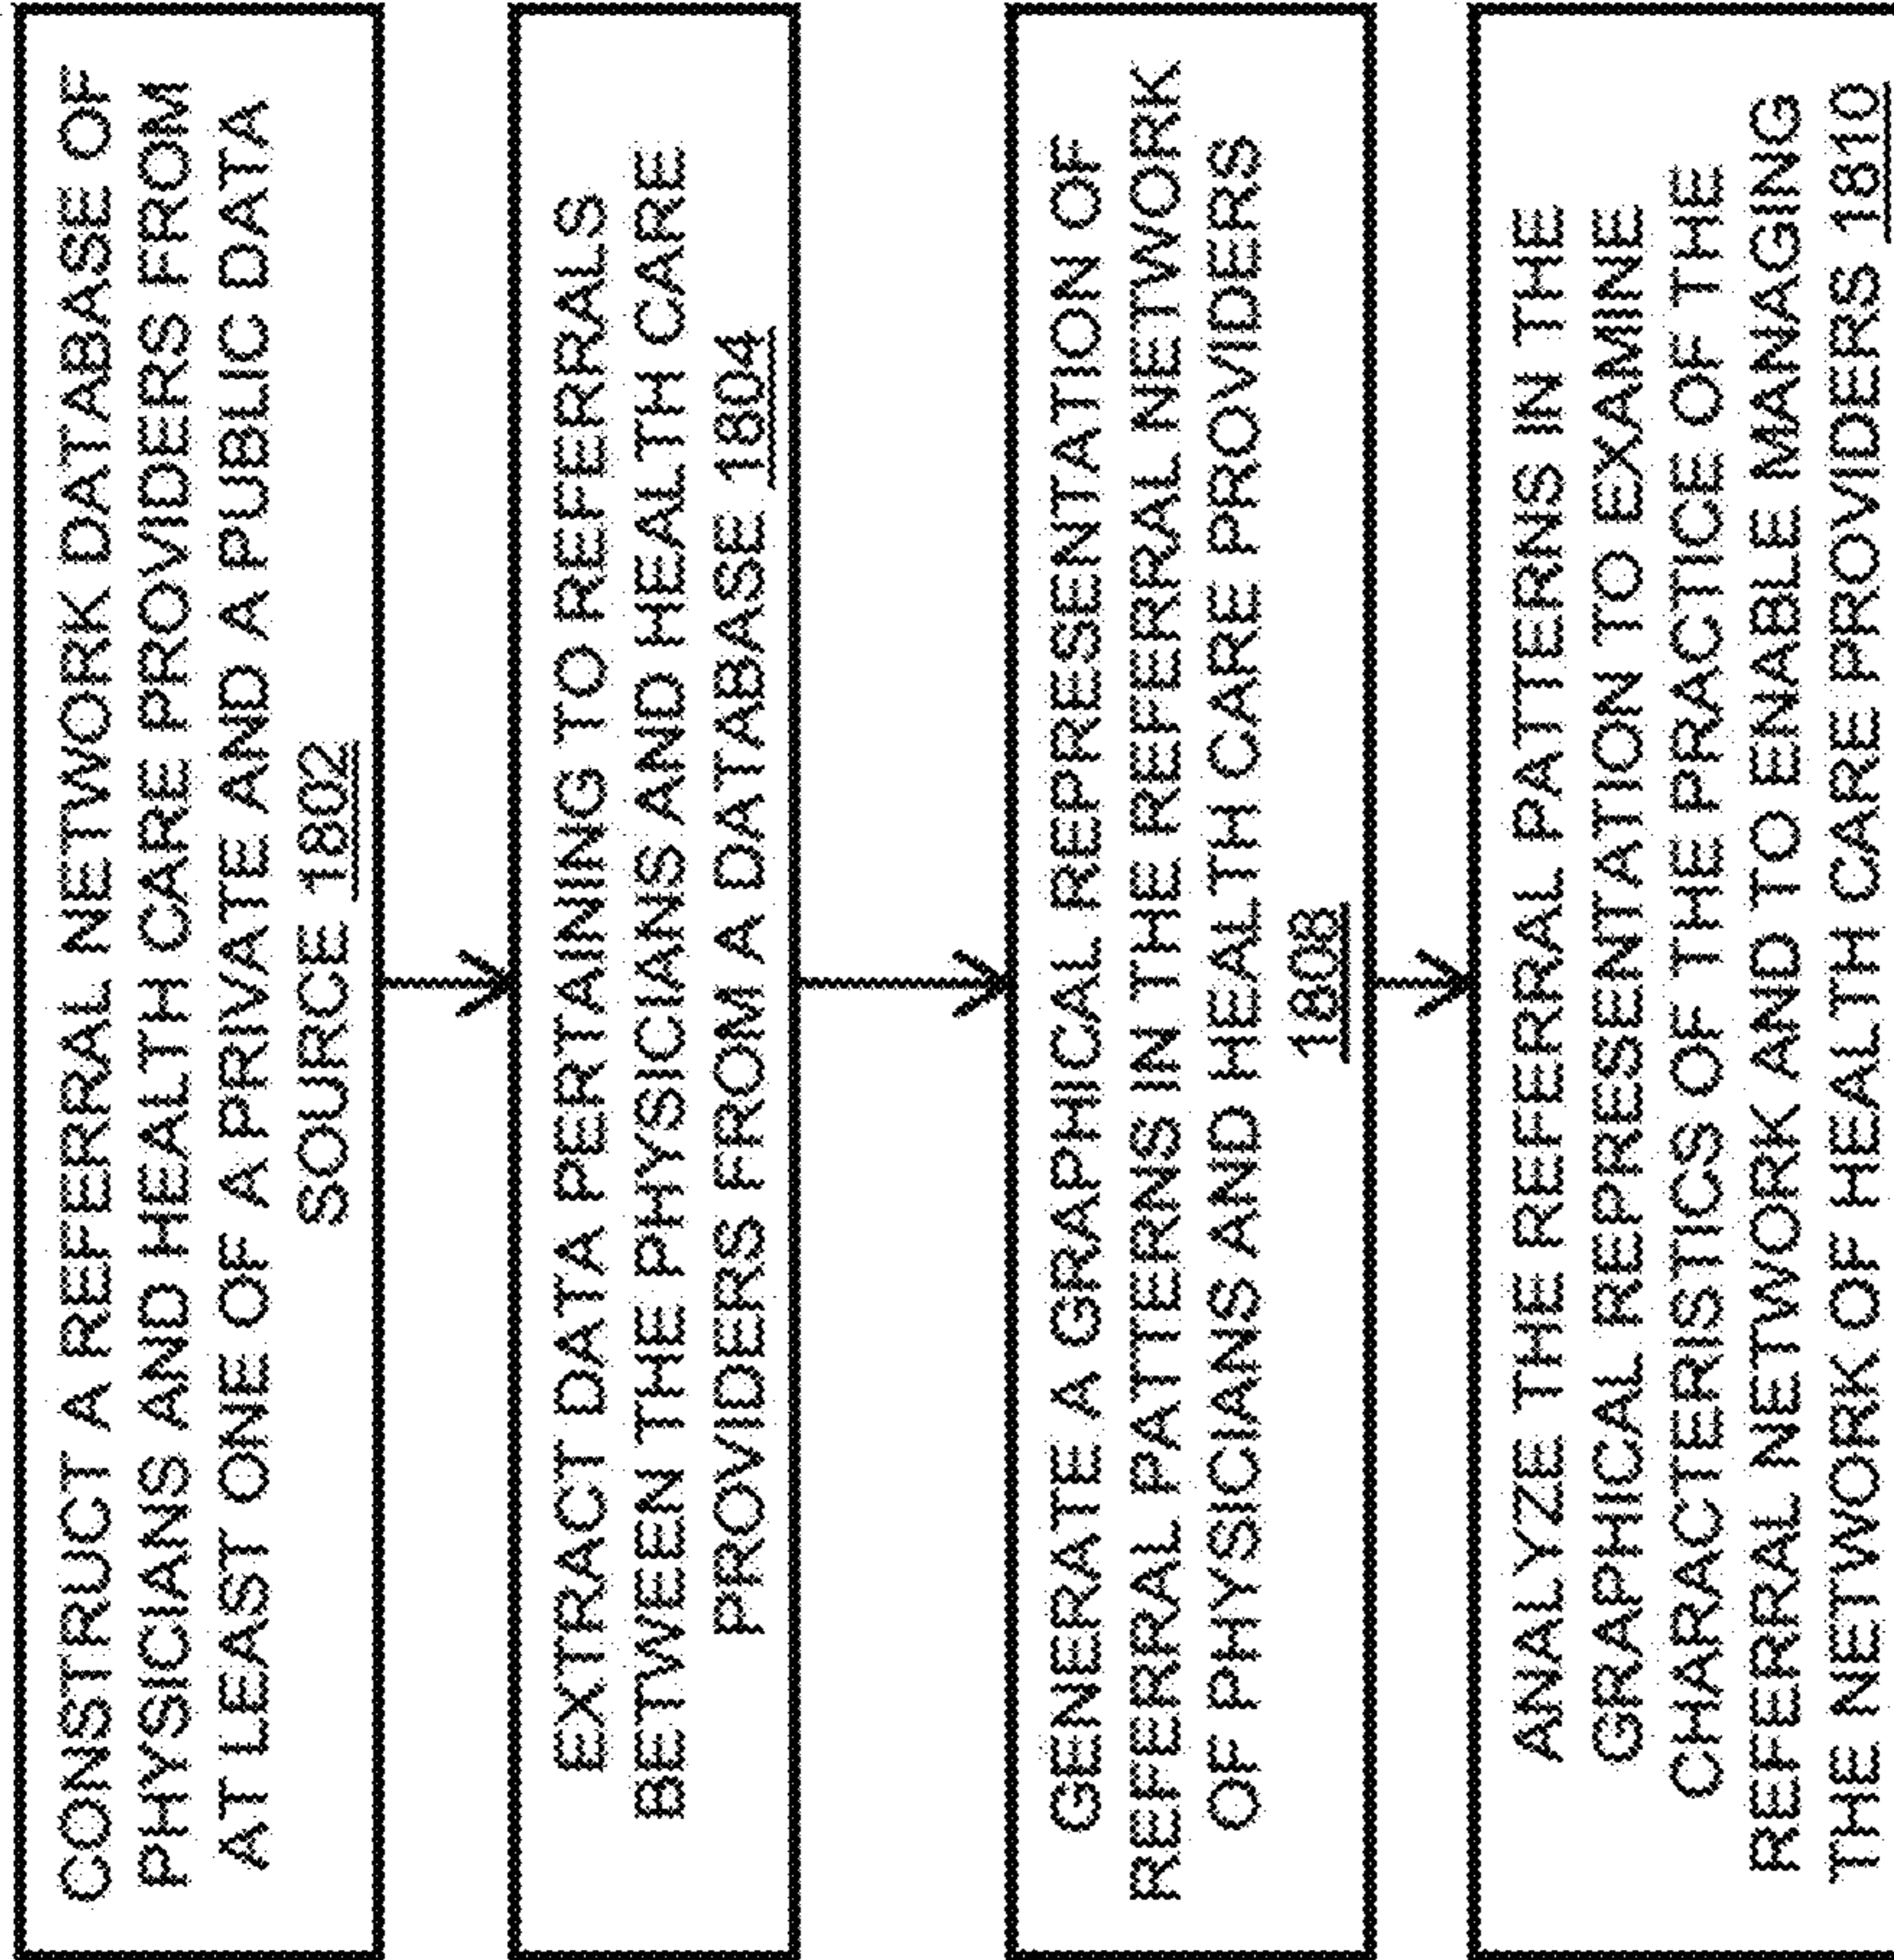 CONSTRUCT A REFERRAL NETWORK DATABASE OF
PHYSICIANS AND HEALTH CARE PROVIDERS FROM
AT LEAST ONE OF A PRIVATE AND A PUBLIC DATA
SOURCE 1802
EXTRACT DATA PERTAINING TO REFERRALS
BETWEEN THE PHYSICIANS AND HEALTH CARE
PROVIDERS FROM A DATABASE 1804
GENERATE A GRAPHICAL REPRESENTATION OF
REFERRAL PATTERNS IN THE REFERRAL NETWORK
OF PHYSICIANS AND HEALTH CARE PROVIDERS
1808
ANALYZE THE REFERRAL PATTERNS IN THE
GRAPHICAL REPRESENTATION TO EXAMINE
CHARACTERISTICS OF THE PRACTICE OF THE
REFERRAL NETWORK AND TO ENABLE MANAGING
THE NETWORK OF HEALTH CARE PROVIDERS 1810